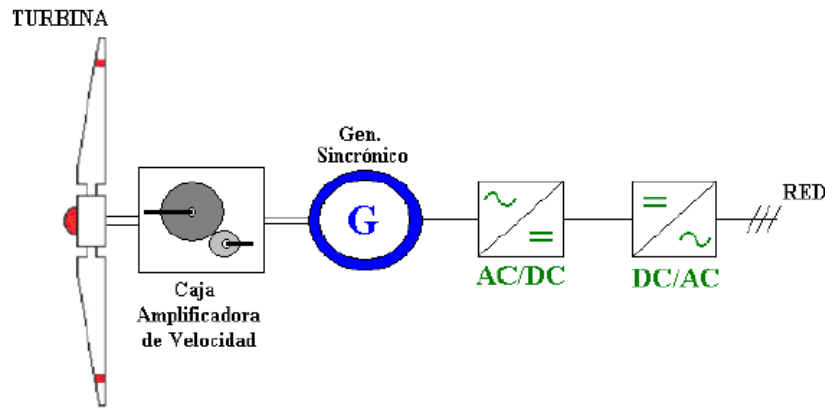 TURBINA
Gen.
Sincrónico
G
RED
AC/DC
DC/AC
Caja
Amplificadora
de Velocidad